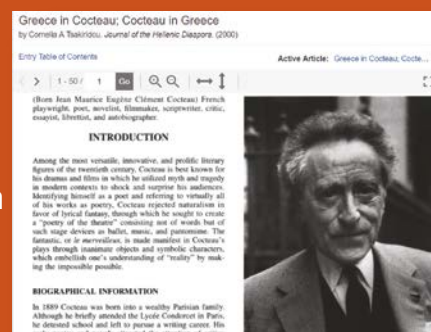 Greece in Cocteau; Cocteau in Greece
by Cornelia A Tsakiridou. Journal of the Hellenic Diaspora. (2000)
Entry Table of Contents
Active Article: Greece in Cocteau; Cocte...
1 - 50 / 1 Go
(Born Jean Maurice Eugène Clément Cocteau) French
playwright, poet, novelist, filmmaker, scriptwriter, critic,
essayist, librettist, and autobiographer.
INTRODUCTION
Among the most versatile, innovative, and prolific literary
figures of the twentieth century, Cocteau is best known for
his dramas and films in which he utilized myth and tragedy
in modern contexts to shock and surprise his audiences.
Identifying himself as a poet and referring to virtually all
of his works as poetry, Cocteau rejected naturalism in
favor of lyrical fantasy, through which he sought to create
a "poetry of the theatre" consisting not of words but of
such stage devices as ballet, music, and pantomime. The
fantastic, or le merveilleux, is made manifest in Cocteau's
plays through inanimate objects and symbolic characters,
which embellish one's understanding of "reality" by mak-
ing the impossible possible.
BIOGRAPHICAL INFORMATION
In 1889 Cocteau was born into a wealthy Parisian family.
Although he briefly attended the Lycée Condorcet in Paris,
he detested school and left to pursue a writing career. His